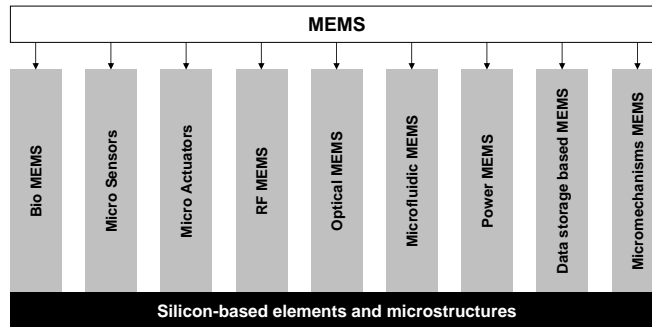 MEMS
Bio MEMS
Micro Sensors
Micro Actuators
RF MEMS
Optical MEMS
Microfluidic MEMS
Power MEMS
Data storage based MEMS
Micromechanisms MEMS
Silicon-based elements and microstructures